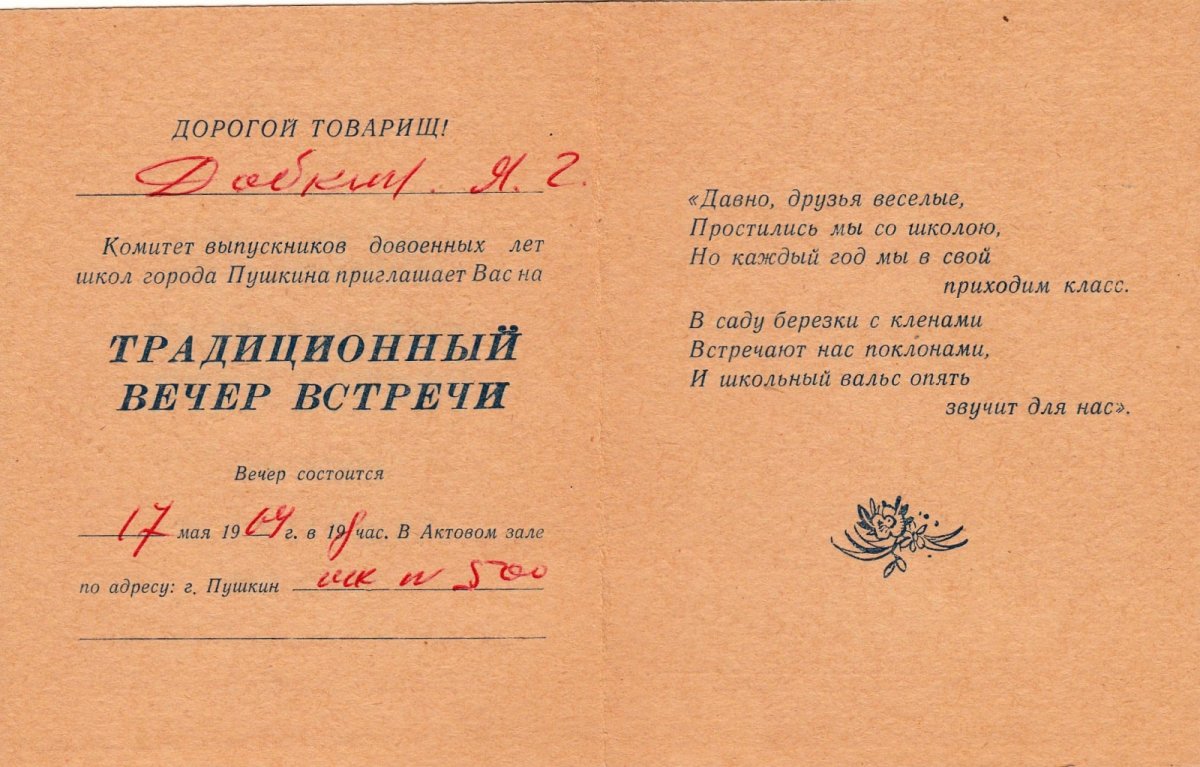 ДОРОГОЙ ТОВАРИЩ!
Добкин. Я. Г.
Комитет выпускников довоенных лет
школ города Пушкина приглашает Вас на
ТРАДИЦИОННЫЙ
ВЕЧЕР ВСТРЕЧИ
Вечер состоится
17 мая 1969 г. в 18 час. В Актовом зале
по адресу: г. Пушкин шк № 500
«Давно, друзья веселые,
Простились мы со школою,
Но каждый год мы в свой
приходим класс.
В саду березки с кленами
Встречают нас поклонами,
И школьный вальс опять
звучит для нас».